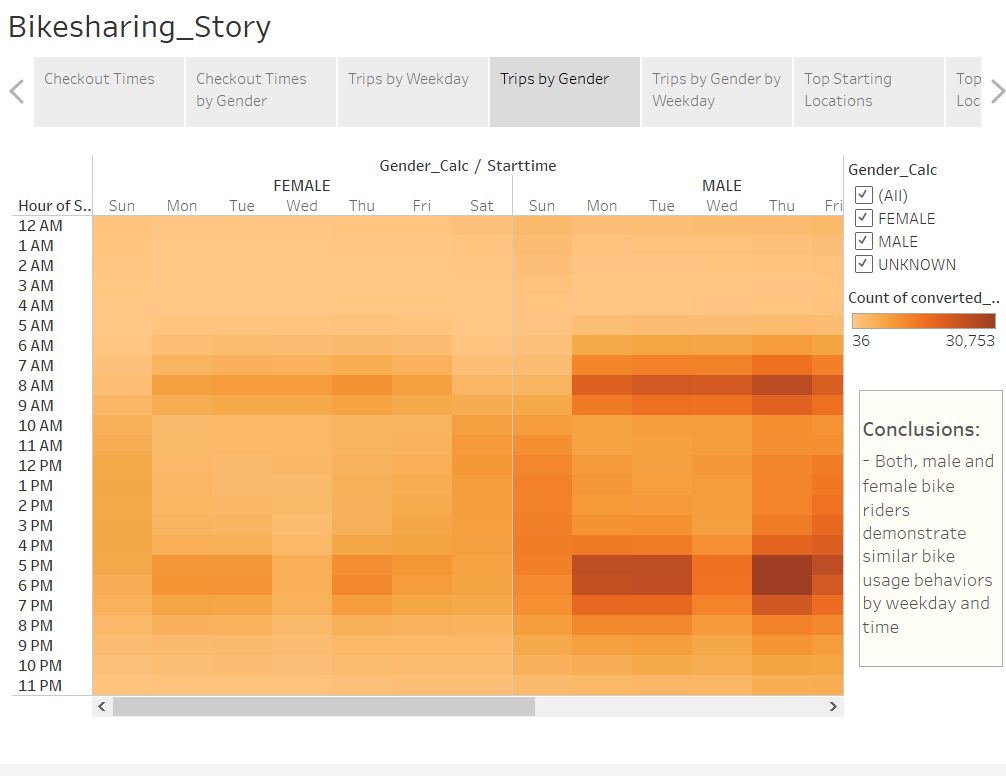 Bikesharing_Story
Checkout Times
Checkout Times
by Gender
Trips by Weekday
Trips by Gender
Trips by Gender by
Weekday
Top Starting
Locations
Top
Loc
Gender_Calc / Starttime
FEMALE MALE
Hour of S.. Sun Mon Tue Wed Thu Fri Sat Sun Mon Tue Wed Thu Fri
12 AM
1 AM
2 AM
3 AM
4 AM
5 AM
6 AM
7 AM
8 AM
9 AM
10 AM
11 AM
12 PM
1 PM
2 PM
3 PM
4 PM
5 PM
6 PM
7 PM
8 PM
9 PM
10 PM
11 PM
Gender_Calc
(All)
FEMALE
MALE
UNKNOWN
Count of converted_..
36 30,753
Conclusions:
- Both, male and
female bike
riders
demonstrate
similar bike
usage behaviors
by weekday and
time